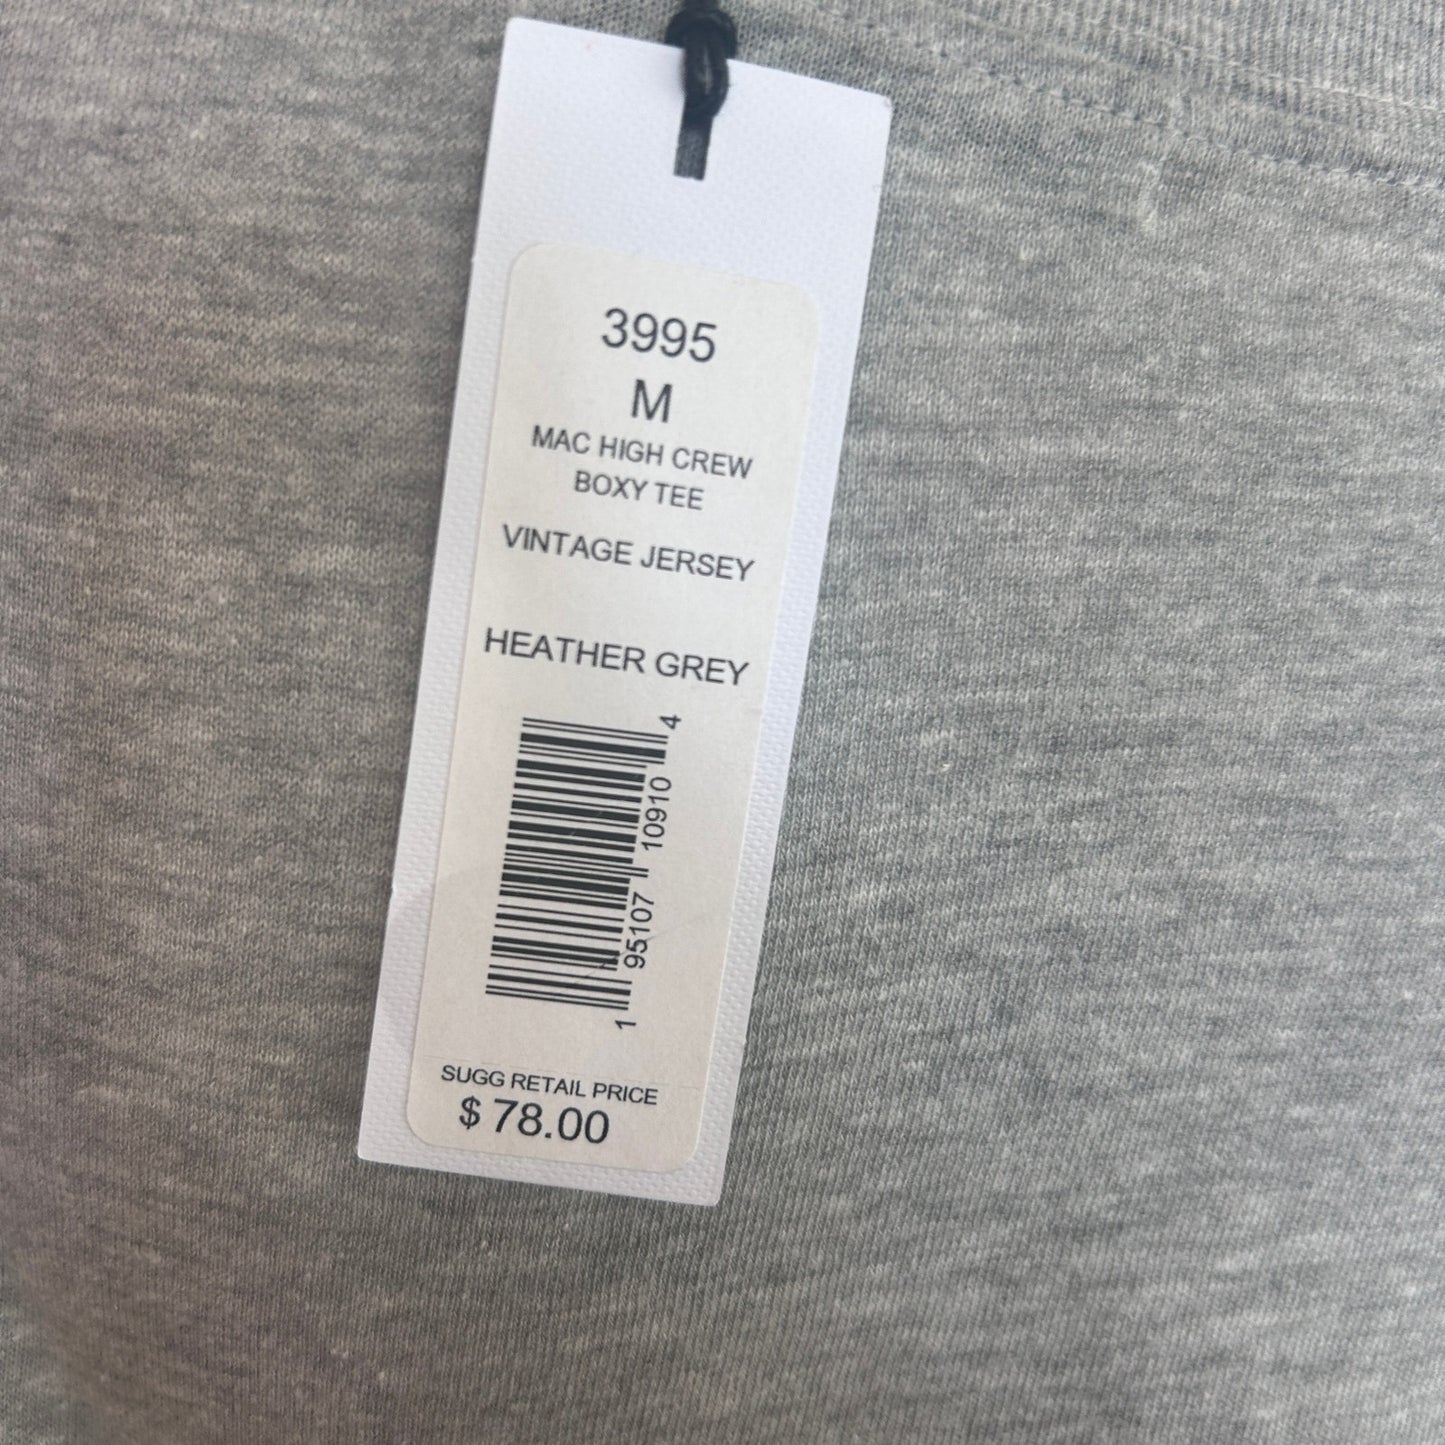 3995
M
MAC HIGH CREW
BOXY TEE
VINTAGE JERSEY
HEATHER GREY
1 95107 10910 4
SUGG RETAIL PRICE
$ 78.00